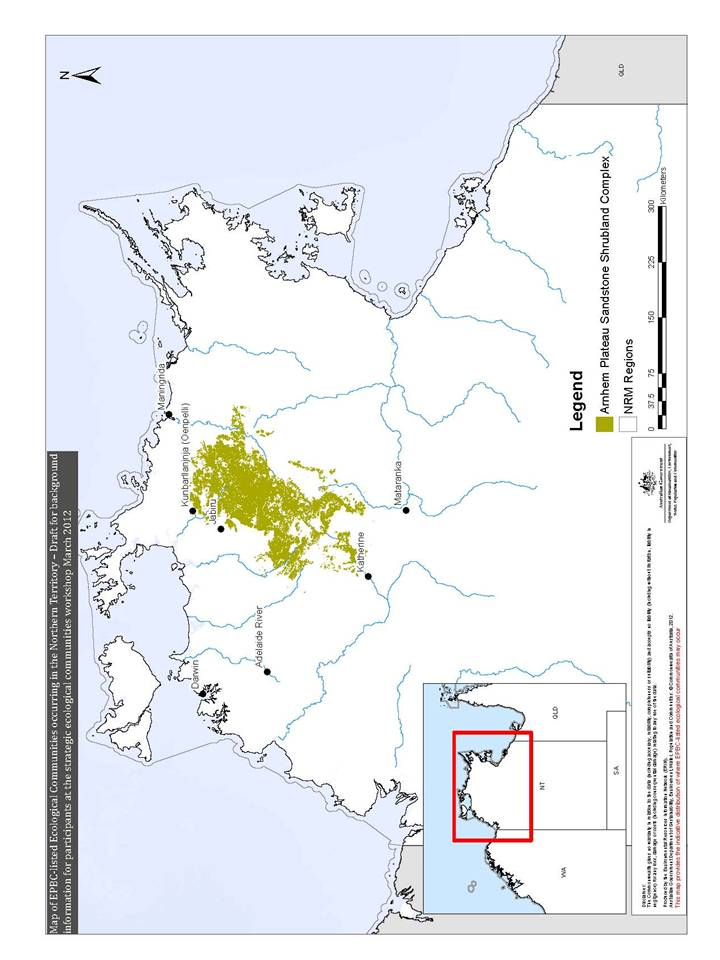 Map of EPBC-listed Ecological Communities occurring in the Northern Territory – Draft for background
information for participants at the strategic ecological communities workshop March 2012
N
QLD
Maningrida
Kunbarllanjnja (Oenpelli)
Jabiru
Darwin
Adelaide River
Katherine
Mataranka
Legend
Arnhem Plateau Sandstone Shrubland Complex
NRM Regions
0 37.5 75 150 225 300
Kilometers
WA
NT
QLD
SA
Australian Government
This map provides the indicative distribution of where EPBC-listed ecological communities may occur